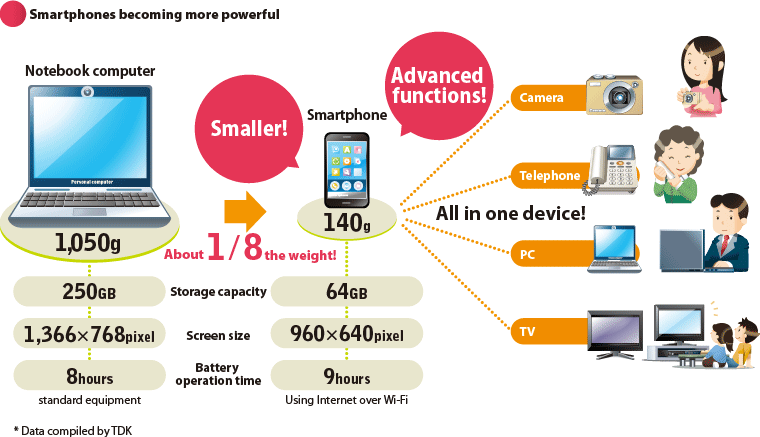 Smartphones becoming more powerful
Notebook computer
Personal computer
1,050g
Smaller!
About 1/8 the weight!
Smartphone
140g
Advanced
functions!
All in one device!
Camera
Telephone
PC
TV
250GB Storage capacity 64GB
1,366×768pixel Screen size 960×640pixel
8hours Battery operation time 9hours
standard equipment Using Internet over Wi-Fi
* Data compiled by TDK